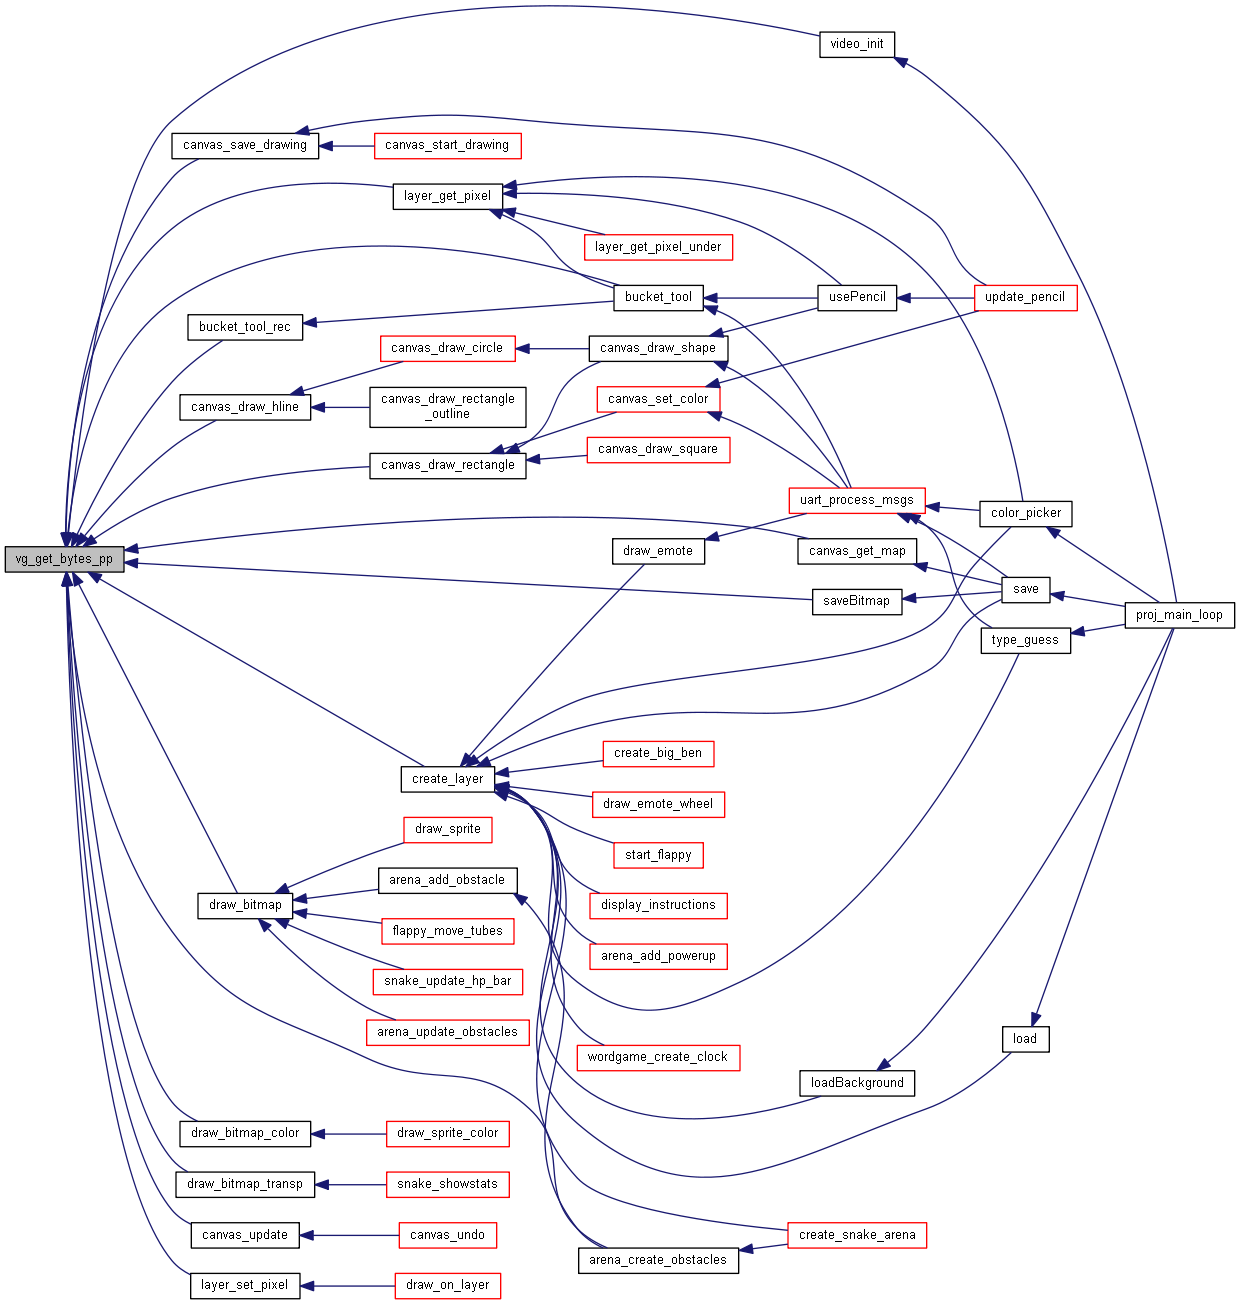 video_init
canvas_save_drawing
canvas_start_drawing
layer_get_pixel
layer_get_pixel_under
bucket_tool
usePencil
update_pencil
bucket_tool_rec
canvas_draw_circle
canvas_draw_shape
canvas_draw_hline
canvas_draw_rectangle
_outline
canvas_set_color
canvas_draw_rectangle
canvas_draw_square
uart_process_msgs
color_picker
vg_get_bytes_pp
draw_emote
canvas_get_map
save
saveBitmap
proj_main_loop
type_guess
create_big_ben
create_layer
draw_emote_wheel
draw_sprite
start_flappy
arena_add_obstacle
draw_bitmap
display_instructions
flappy_move_tubes
arena_add_powerup
snake_update_hp_bar
arena_update_obstacles
load
wordgame_create_clock
loadBackground
draw_bitmap_color
draw_sprite_color
draw_bitmap_transp
snake_showstats
canvas_update
canvas_undo
create_snake_arena
arena_create_obstacles
layer_set_pixel
draw_on_layer